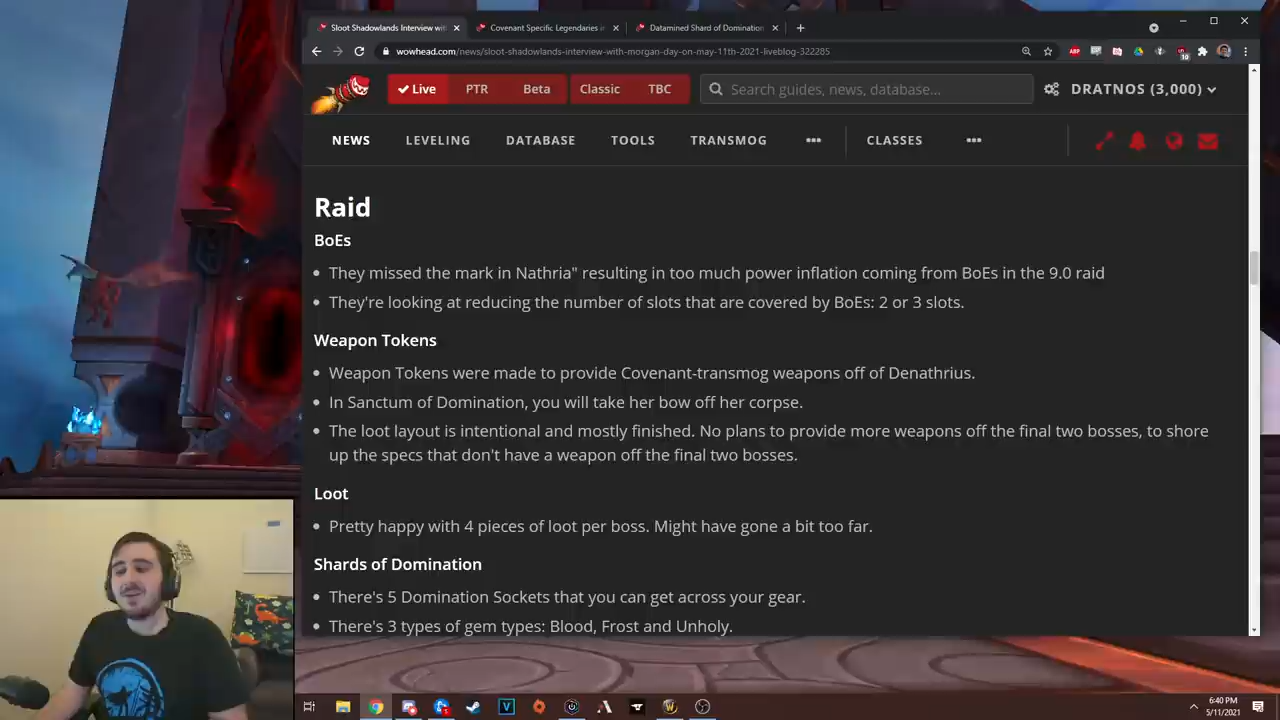 Sloot Shadowlands Interview with
Covenant Specific Legendaries i
Datamined Shard of Domination
wowhead.com/news/sloot-shadowlands-interview-with-morgan-day-on-may-11th-2021-liveblog-322285
Live
PTR
Beta
Classic
TBC
Search guides, news, database...
DRATNOS (3,000)
NEWS
LEVELING
DATABASE
TOOLS
TRANSMOG
•••
CLASSES
•••
Raid
BoEs
• They missed the mark in Nathria" resulting in too much power inflation coming from BoEs in the 9.0 raid
• They're looking at reducing the number of slots that are covered by BoEs: 2 or 3 slots.
Weapon Tokens
• Weapon Tokens were made to provide Covenant-transmog weapons off of Denathrius.
• In Sanctum of Domination, you will take her bow off her corpse.
• The loot layout is intentional and mostly finished. No plans to provide more weapons off the final two bosses, to shore
up the specs that don't have a weapon off the final two bosses.
Loot
• Pretty happy with 4 pieces of loot per boss. Might have gone a bit too far.
Shards of Domination
• There's 5 Domination Sockets that you can get across your gear.
• There's 3 types of gem types: Blood, Frost and Unholy.
6:40 PM
5/11/2021